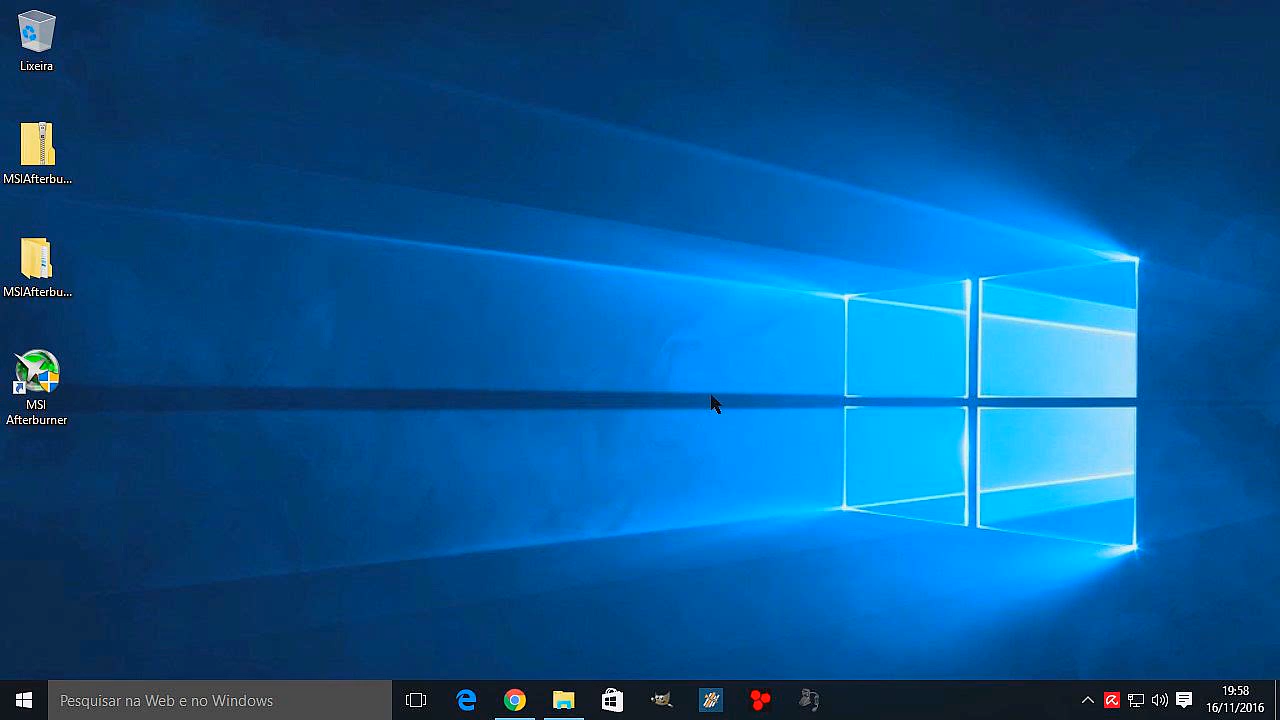 Lixeira
MSIAfterbu...
MSIAfterbu...
MSI
Afterburner
Pesquisar na Web e no Windows
19:58
16/11/2016